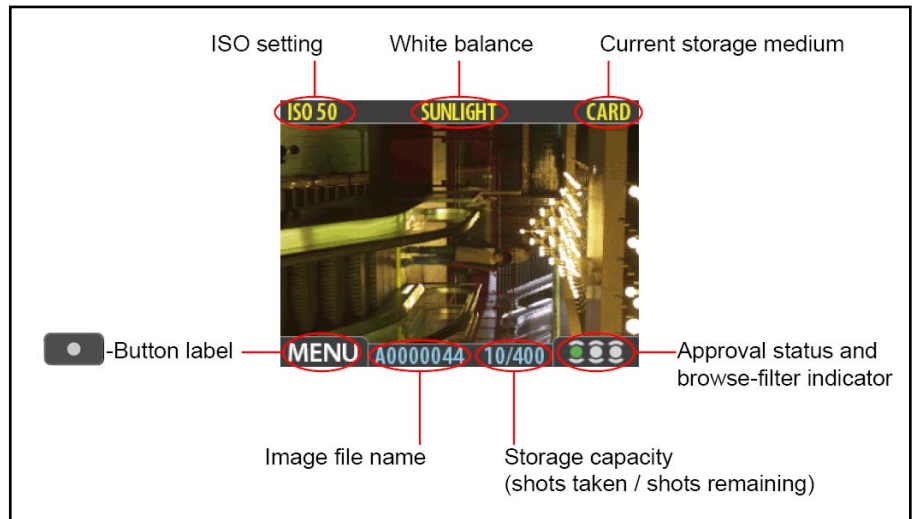 ISO setting
White balance
Current storage medium
ISO 50
SUNLIGHT
CARD
-Button label
MENU
A0000044
10/400
Approval status and
browse-filter indicator
Image file name
Storage capacity
(shots taken / shots remaining)